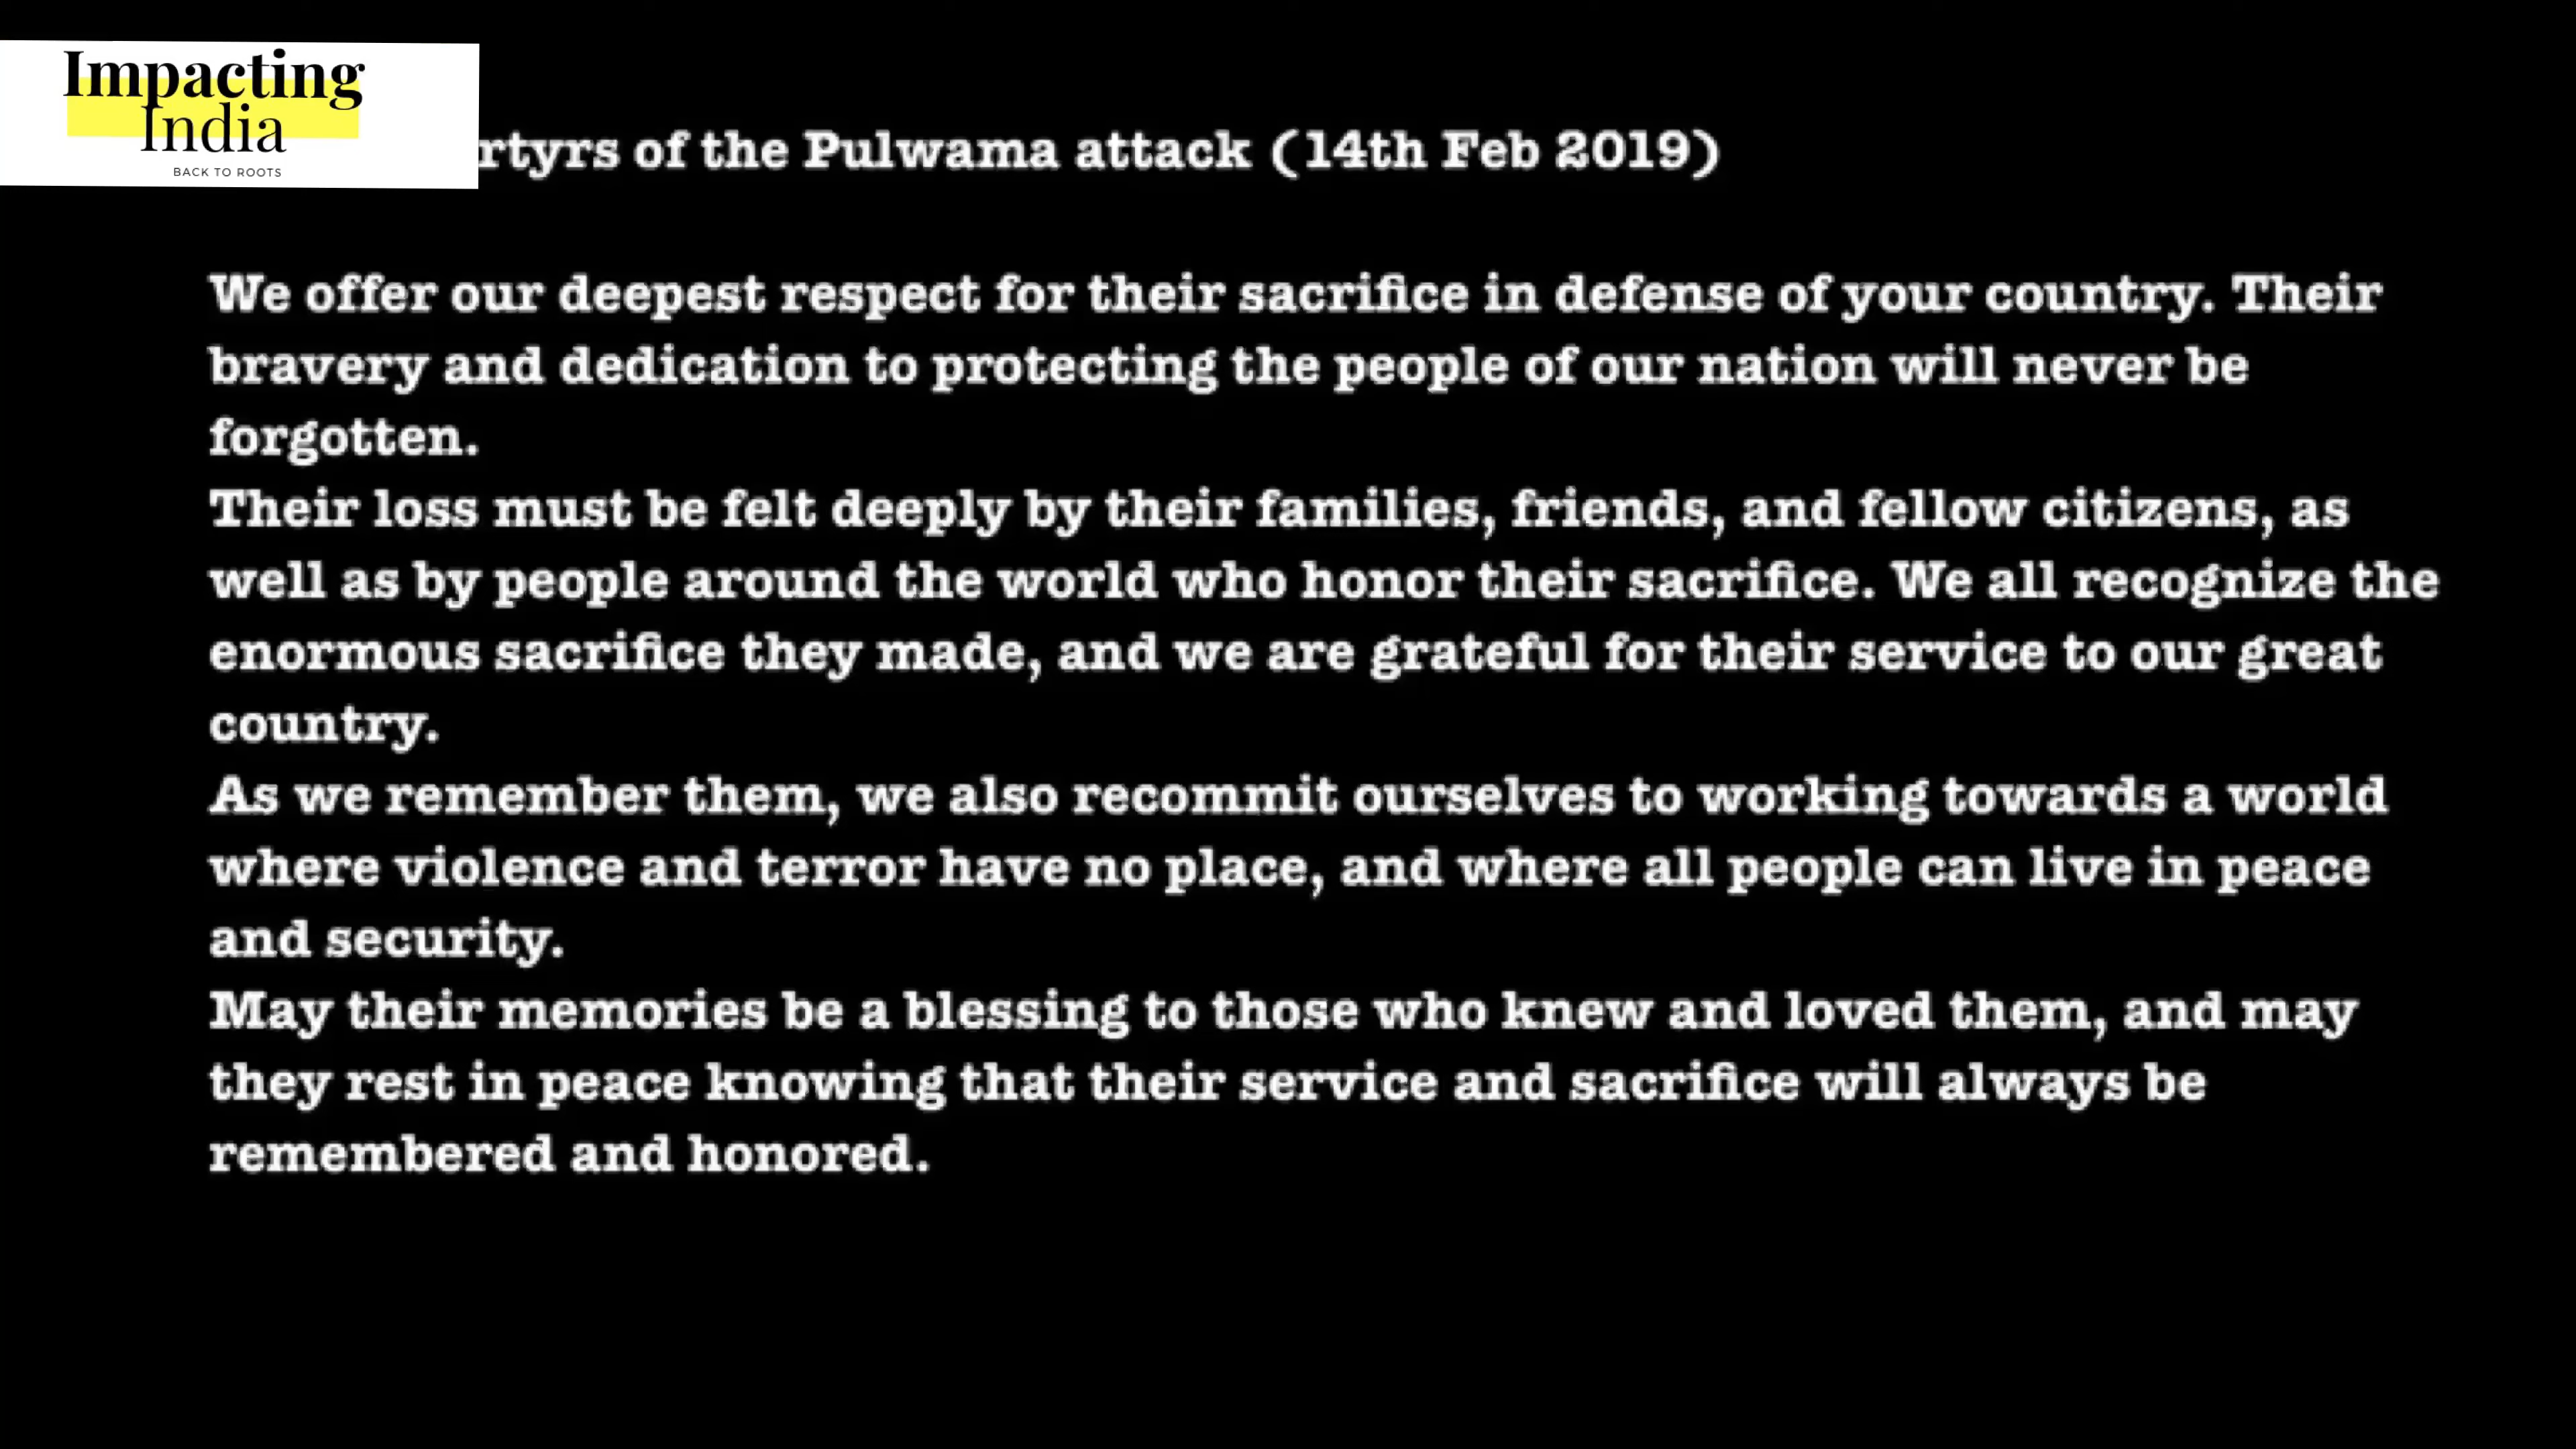 Impacting
India
BACK TO ROOTS
of the Pulwama attack (14th Feb 2019)
We offer our deepest respect for their sacrifice in defense of your country. Their
bravery and dedication to protecting the people of our nation will never be
forgotten.
Their loss must be felt deeply by their families, friends, and fellow citizens, as
well as by people around the world who honor their sacrifice. We all recognize the
enormous sacrifice they made, and we are grateful for their service to our great
country.
As we remember them, we also recommit ourselves to working towards a world
where violence and terror have no place, and where all people can live in peace
and security.
May their memories be a blessing to those who knew and loved them, and may
they rest in peace knowing that their service and sacrifice will always be
remembered and honored.